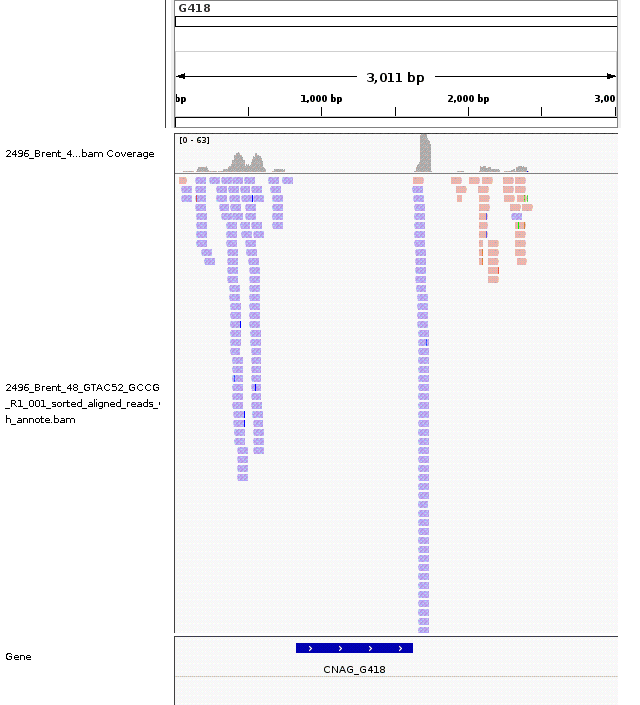 G418
3,011 bp
bp 1,000 bp 2,000 bp 3,00
[0 - 63]
2496_Brent_4...bam Coverage
2496_Brent_48_GTAC52_GCCG
_R1_001_sorted_aligned_reads_
h_annote.bam
Gene
CNAG_G418